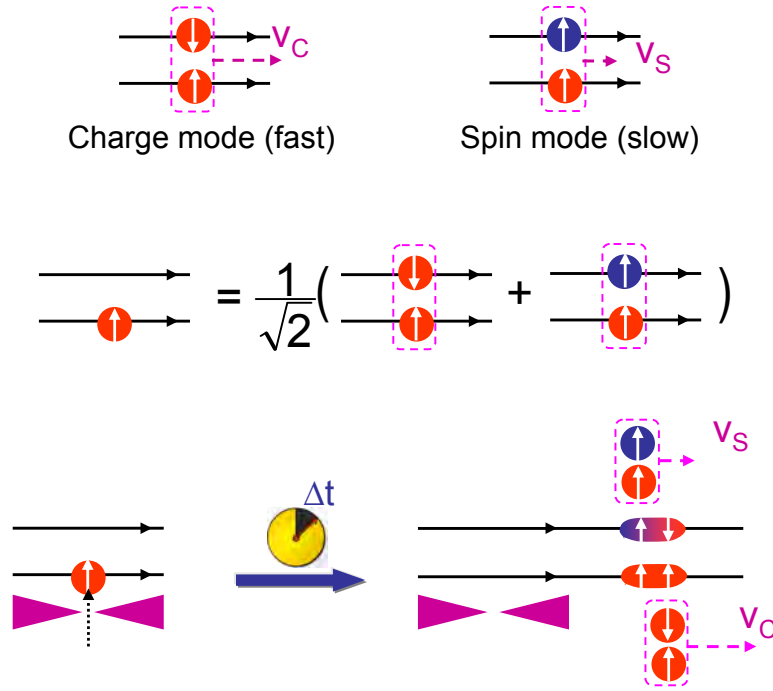 v_C
v_S
Charge mode (fast)
Spin mode (slow)
= 1/√2 ( + )
Δt
v_S
v_C